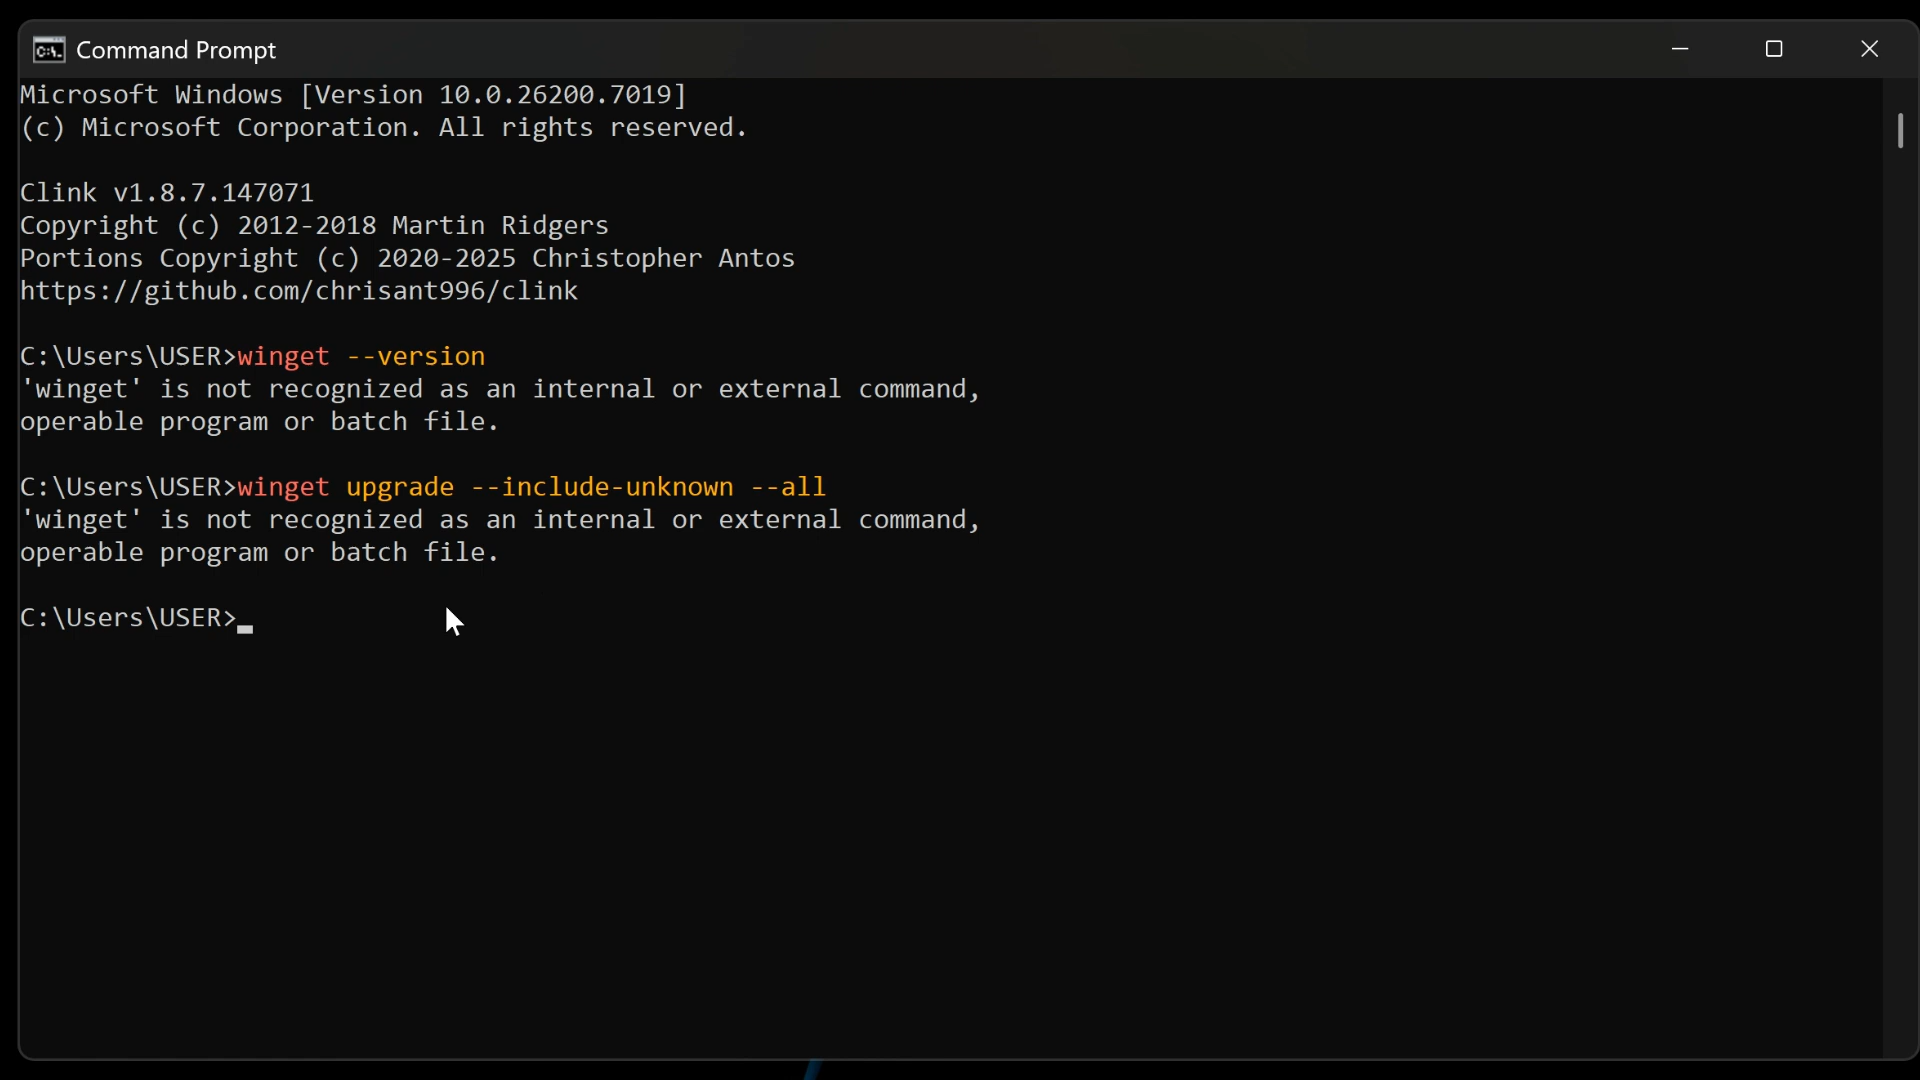 Command Prompt
Microsoft Windows [Version 10.0.26200.7019]
(c) Microsoft Corporation. All rights reserved.
Clink v1.8.7.147071
Copyright (c) 2012-2018 Martin Ridgers
Portions Copyright (c) 2020-2025 Christopher Antos
https://github.com/chrisant996/clink
C:\Users\USER>winget --version
'winget' is not recognized as an internal or external command,
operable program or batch file.
C:\Users\USER>winget upgrade --include-unknown --all
'winget' is not recognized as an internal or external command,
operable program or batch file.
C:\Users\USER>